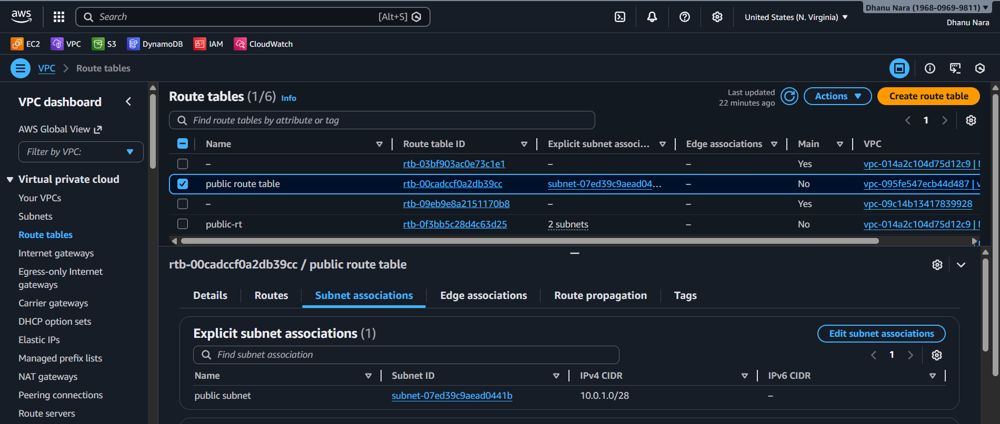 aws
Search
[Alt+S]
United States (N. Virginia)
Dhanu Nara (1968-0969-9811)
Dhanu Nara
EC2
VPC
S3
DynamoDB
IAM
CloudWatch
VPC
Route tables
VPC dashboard
AWS Global View
Filter by VPC:
Virtual private cloud
Your VPCs
Subnets
Route tables
Internet gateways
Egress-only Internet
gateways
Carrier gateways
DHCP option sets
Elastic IPs
Managed prefix lists
NAT gateways
Peering connections
Route servers
Route tables (1/6) Info
Last updated
22 minutes ago
Actions
Create route table
Find route tables by attribute or tag
1
Name Route table ID Explicit subnet associ... Edge associations Main VPC
– rtb-03bf903ac0e73c1e1 – – Yes vpc-014a2c104d75d12c9 |
public route table rtb-00cadccf0a2db39cc subnet-07ed39c9aead04... – No vpc-095fe547ecb44d487 | v
– rtb-09eb9e8a2151170b8 – – Yes vpc-09c14b13417839928
public-rt rtb-0f3bb5c28d4c63d25 2 subnets – No vpc-014a2c104d75d12c9 |
rtb-00cadccf0a2db39cc / public route table
Details Routes Subnet associations Edge associations Route propagation Tags
Explicit subnet associations (1)
Edit subnet associations
Find subnet association
1
Name Subnet ID IPv4 CIDR IPv6 CIDR
public subnet subnet-07ed39c9aead0441b 10.0.1.0/28 –